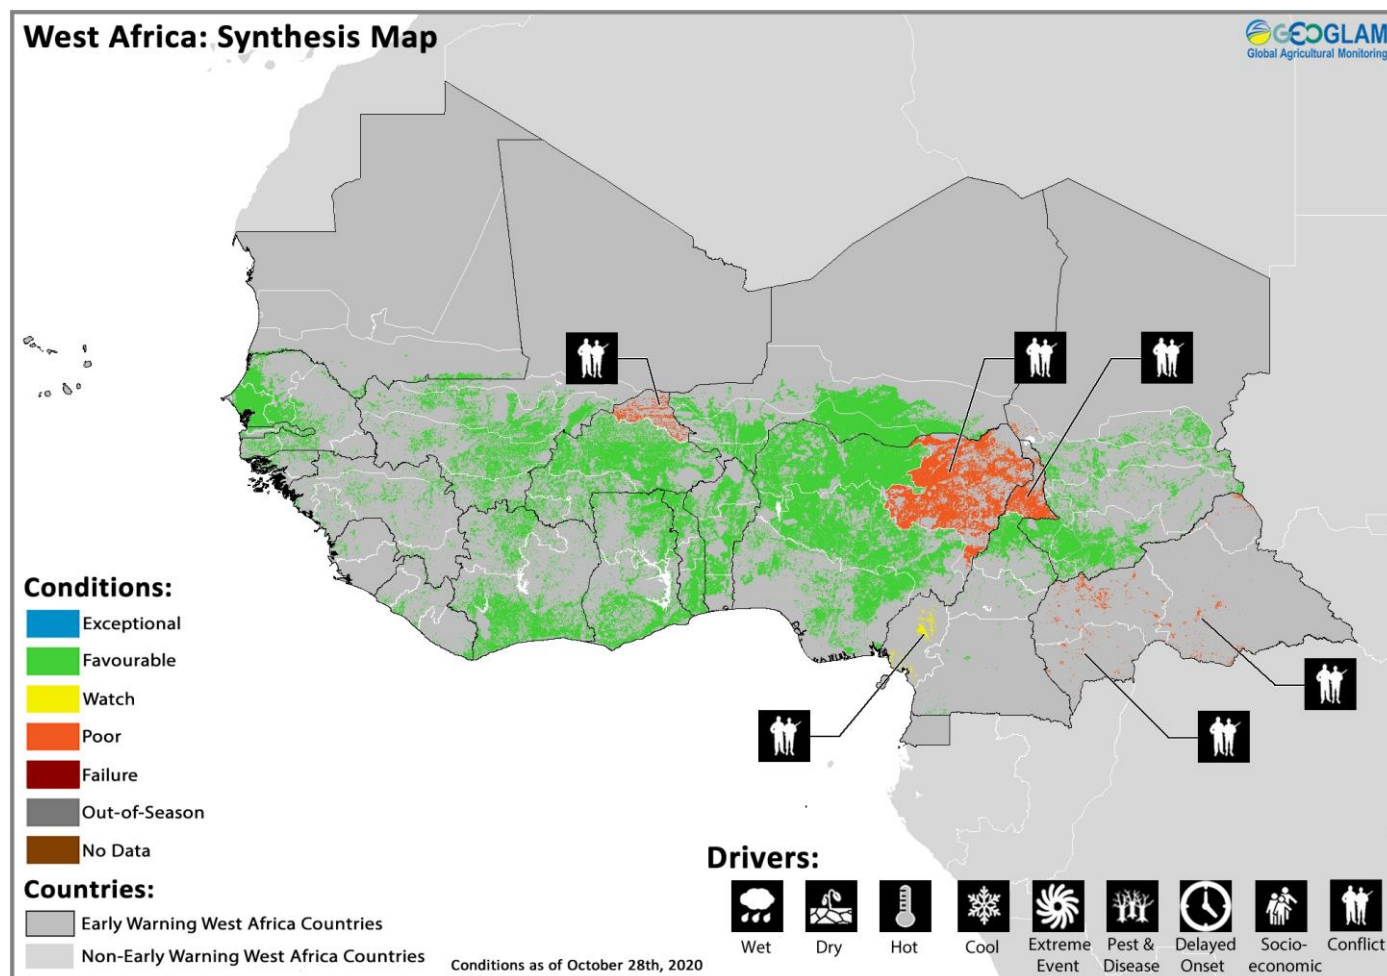 West Africa: Synthesis Map
GEOGLAM
Global Agricultural Monitoring
Conditions:
Exceptional
Favourable
Watch
Poor
Failure
Out-of-Season
No Data
Countries:
Early Warning West Africa Countries
Non-Early Warning West Africa Countries
Conditions as of October 28th, 2020
Drivers:
Wet
Dry
Hot
Cool
Extreme
Event
Pest &
Disease
Delayed
Onset
Socio-
economic
Conflict